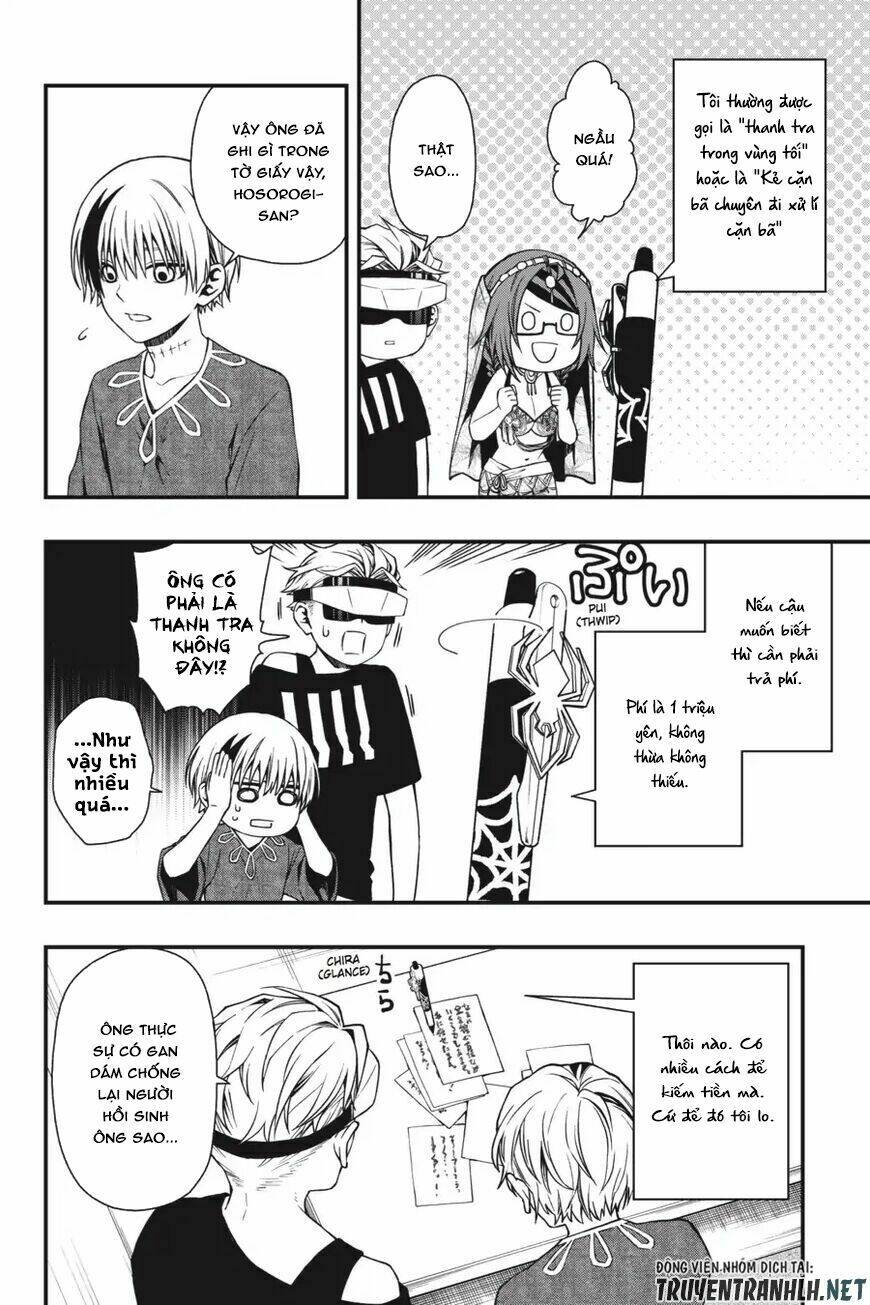 Tôi thường được
gọi là "thanh tra
trong vùng tối"
hoặc là "Kẻ cặn
bã chuyên đi xử lí
cặn bã"
NGẦU
QUÁ!
THẬT
SAO...
VẬY ÔNG ĐÃ
GHI GÌ TRONG
TỜ GIẤY VẬY,
HOSOROGI-
SAN?
Nếu cậu
muốn biết
thì cần phải
trả phí.
Phí là 1 triệu
yên, không
thừa không
thiếu.
ぷい
PUI
(THWIP)
ÔNG CÓ
PHẢI LÀ
THANH TRA
KHÔNG
ĐÂY!?
...Như
vậy thì
nhiều
quá...
Thôi nào. Có
nhiều cách để
kiếm tiền mà.
Cứ để đó tôi lo.
CHIRA
(GLANCE)
ちら
ÔNG THỰC
SỰ CÓ GAN
DÁM CHỐNG
LẠI NGƯỜI
HỒI SINH
ÔNG SAO...
ĐỘNG VIÊN NHÓM DỊCH TẠI:
TRUYENTRANHLH.NET